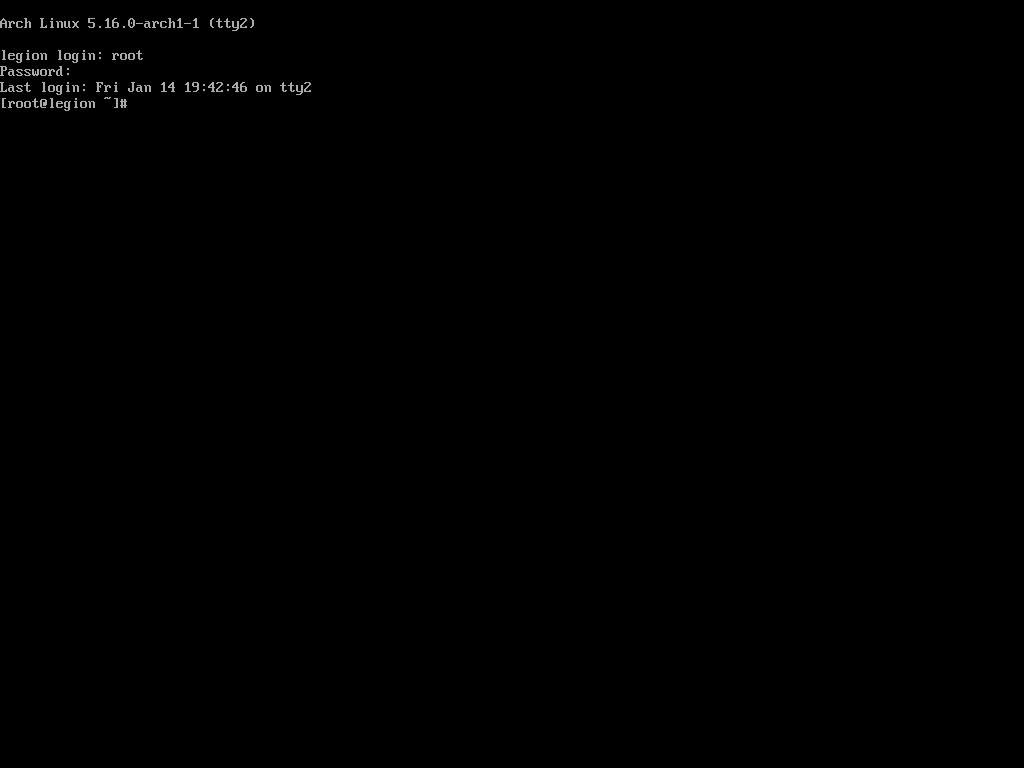 Arch Linux 5.16.0-arch1-1 (tty2)
legion login: root
Password:
Last login: Fri Jan 14 19:42:46 on tty2
[root@legion ~]#